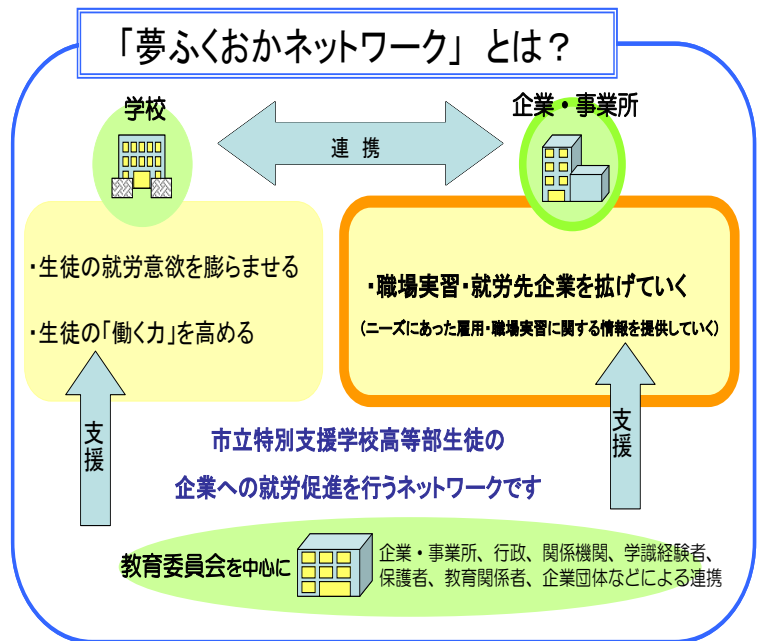 「夢ふくおかネットワーク」とは？
学校
企業・事業所
連携
・生徒の就労意欲を膨らませる
・生徒の「働く力」を高める
・職場実習・就労先企業を拡げていく
(ニーズにあった雇用・職場実習に関する情報を提供していく)
支援
支援
市立特別支援学校高等部生徒の
企業への就労促進を行うネットワークです
教育委員会を中心に
企業・事業所、行政、関係機関、学識経験者、
保護者、教育関係者、企業団体などによる連携